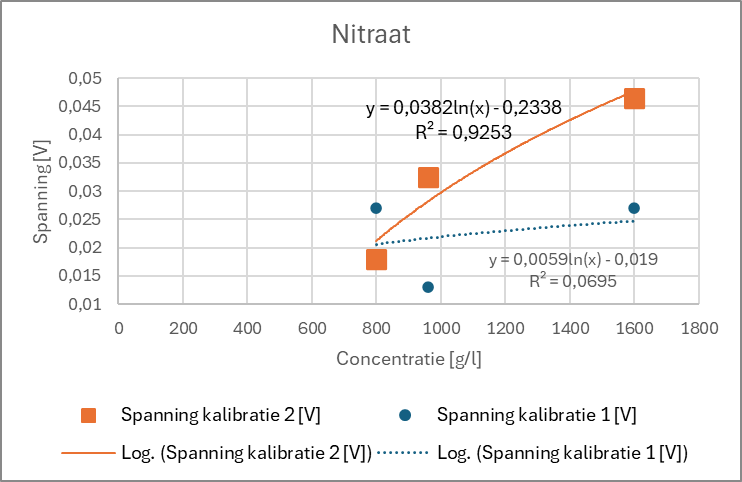 Nitraat
0,05
0,045
0,04
0,035
0,03
0,025
0,02
0,015
0,01
Spanning [V]
y = 0,0382ln(x) - 0,2338
R² = 0,9253
y = 0,0059ln(x) - 0,019
R² = 0,0695
0 200 400 600 800 1000 1200 1400 1600 1800
Concentratie [g/l]
Spanning kalibratie 2 [V] Spanning kalibratie 1 [V]
Log. (Spanning kalibratie 2 [V]) Log. (Spanning kalibratie 1 [V])